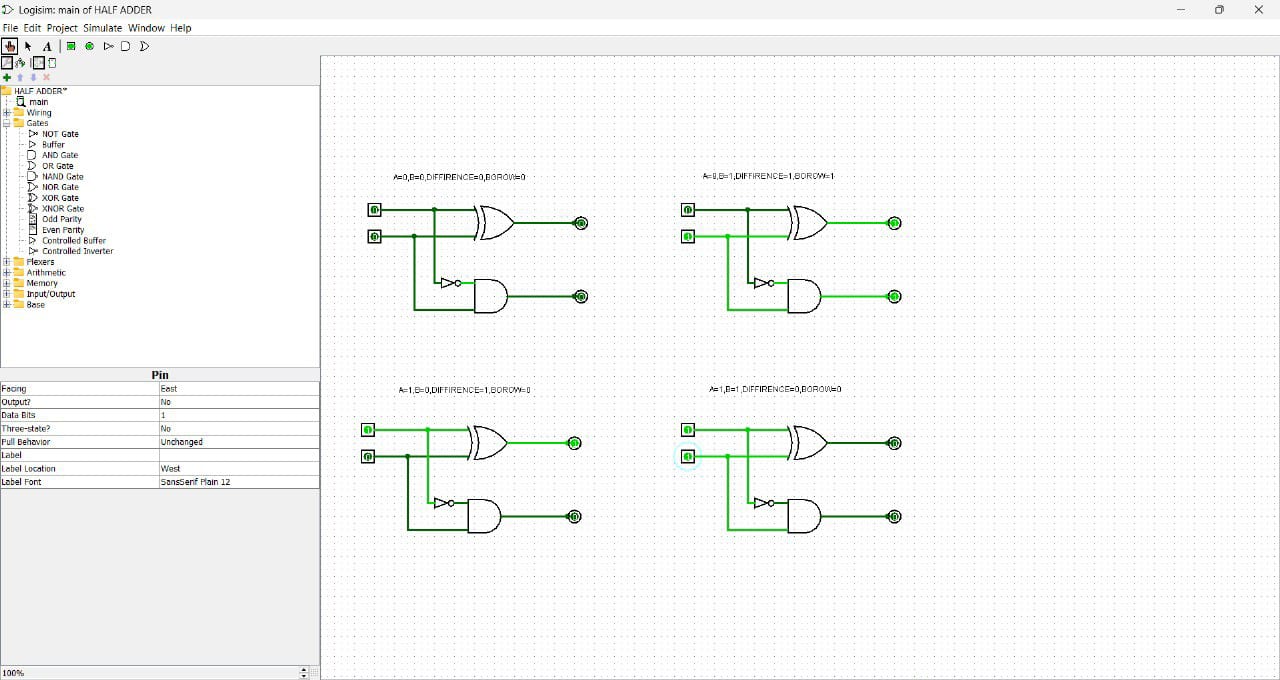 Logisim: main of HALF ADDER
File Edit Project Simulate Window Help
A
HALF ADDER*
main
Wiring
Gates
NOT Gate
Buffer
AND Gate
OR Gate
NAND Gate
NOR Gate
XOR Gate
XNOR Gate
Odd Parity
Even Parity
Controlled Buffer
Controlled Inverter
Plexers
Arithmetic
Memory
Input/Output
Base
Pin
Facing East
Output? No
Data Bits 1
Three-state? No
Pull Behavior Unchanged
Label
Label Location West
Label Font SansSerif Plain 12
100%
A=0,B=0,DIFFIRENCE=0,BOROW=0
0
0
0
0
A=0,B=1,DIFFIRENCE=1,BOROW=1
0
1
1
1
A=1,B=0,DIFFIRENCE=1,BOROW=0
1
0
1
0
A=1,B=1,DIFFIRENCE=0,BOROW=0
1
1
0
0